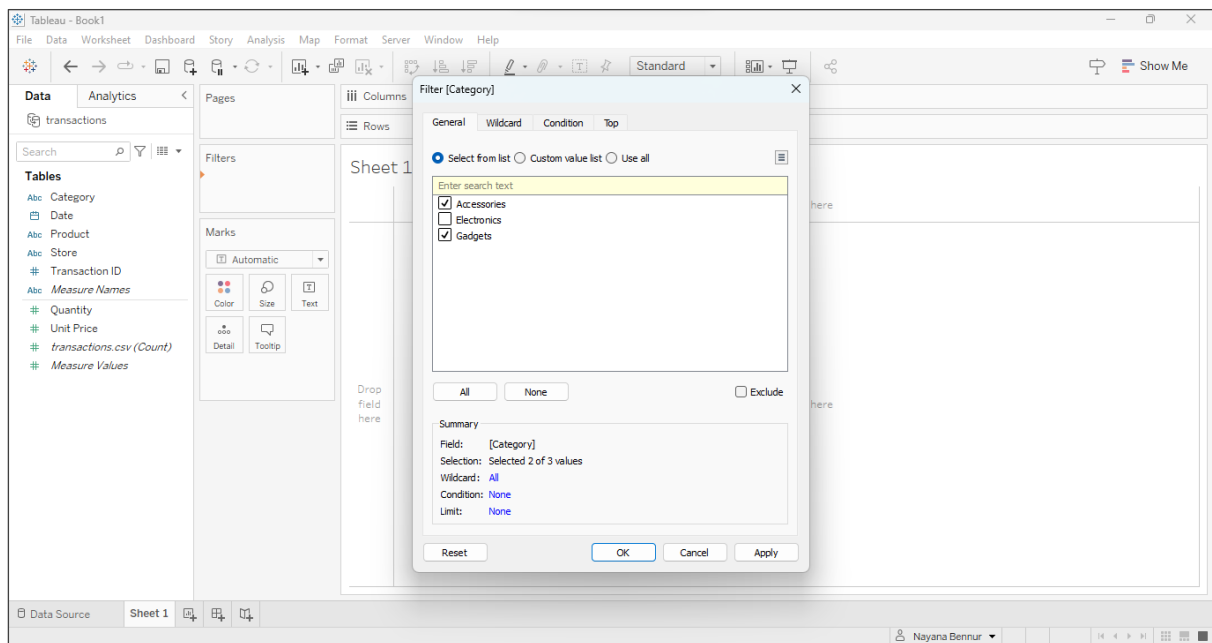 Tableau - Book1
File Data Worksheet Dashboard Story Analysis Map Format Server Window Help
Standard
Show Me
Data Analytics
transactions
Search
Tables
Abc Category
Date
Abc Product
Abc Store
# Transaction ID
Abc Measure Names
# Quantity
# Unit Price
# transactions.csv (Count)
# Measure Values
Pages
Filters
Marks
Automatic
Color Size Text
Detail Tooltip
Columns
Rows
Sheet 1
Drop
field
here
here
here
Filter [Category]
General Wildcard Condition Top
Select from list Custom value list Use all
Enter search text
Accessories
Electronics
Gadgets
All None Exclude
Summary
Field: [Category]
Selection: Selected 2 of 3 values
Wildcard: All
Condition: None
Limit: None
Reset OK Cancel Apply
Data Source Sheet 1
Nayana Bennur